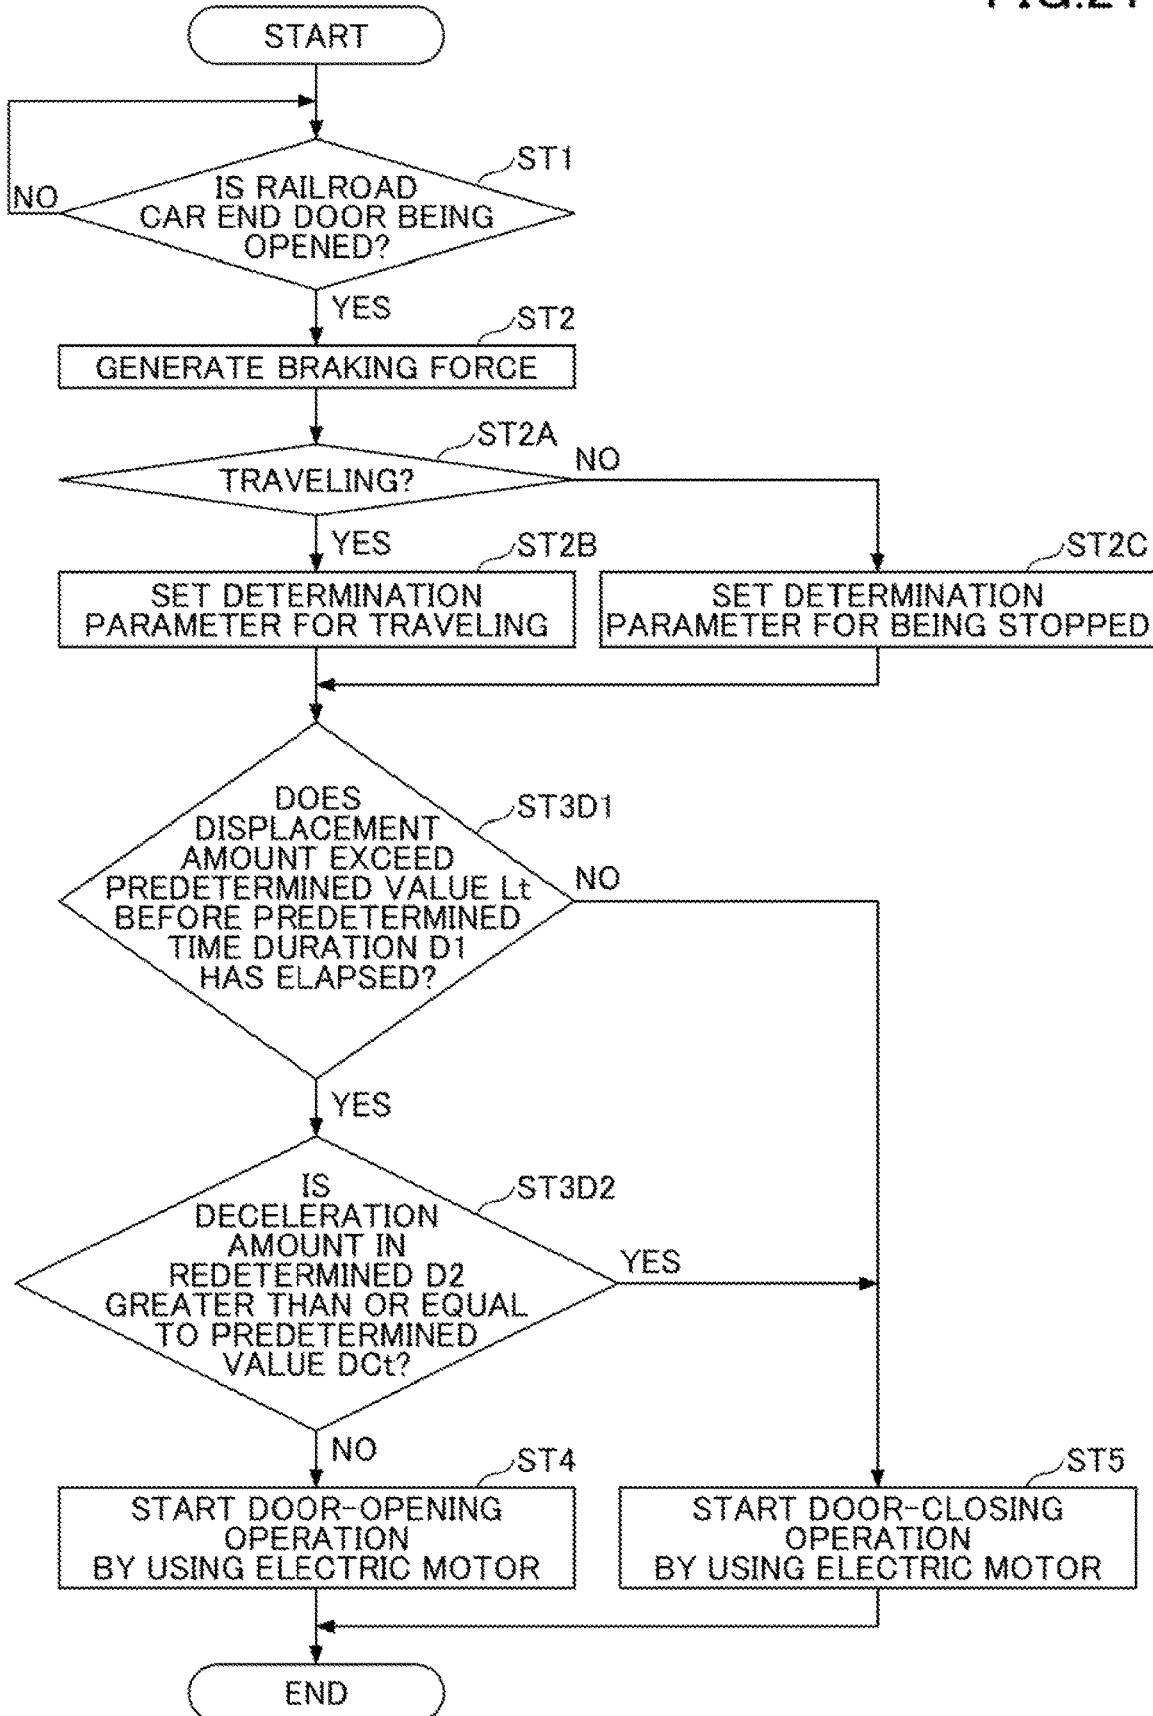 START
ST1
NO
IS RAILROAD
CAR END DOOR BEING
OPENED?
YES
ST2
GENERATE BRAKING FORCE
ST2A
TRAVELING?
NO
YES
ST2B
ST2C
SET DETERMINATION
PARAMETER FOR TRAVELING
SET DETERMINATION
PARAMETER FOR BEING STOPPED
ST3D1
DOES
DISPLACEMENT
AMOUNT EXCEED
PREDETERMINED VALUE Lt
BEFORE PREDETERMINED
TIME DURATION D1
HAS ELAPSED?
NO
YES
ST3D2
IS
DECELERATION
AMOUNT IN
REDETERMINED D2
GREATER THAN OR EQUAL
TO PREDETERMINED
VALUE DCt?
YES
NO
ST4
ST5
START DOOR-OPENING
OPERATION
BY USING ELECTRIC MOTOR
START DOOR-CLOSING
OPERATION
BY USING ELECTRIC MOTOR
END